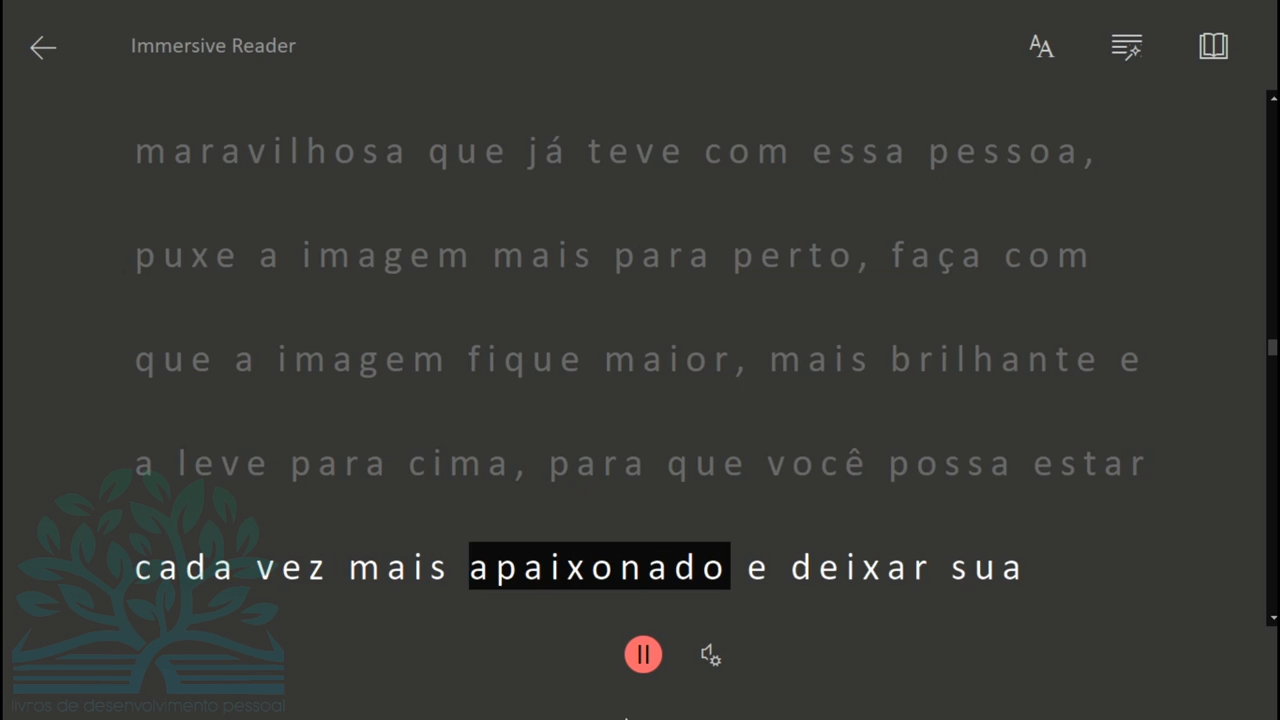 Immersive Reader
maravilhosa que já teve com essa pessoa,
puxe a imagem mais para perto, faça com
que a imagem fique maior, mais brilhante e
a leve para cima, para que você possa estar
cada vez mais apaixonado e deixar sua
livros de desenvolvimento pessoal